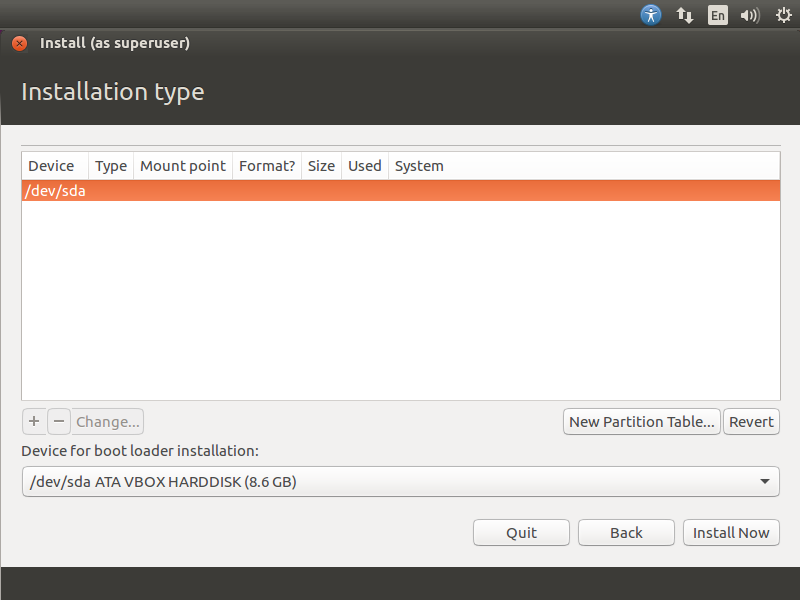 En
Install (as superuser)
Installation type
Device Type Mount point Format? Size Used System
/dev/sda
+ − Change... New Partition Table... Revert
Device for boot loader installation:
/dev/sda ATA VBOX HARDDISK (8.6 GB)
Quit Back Install Now